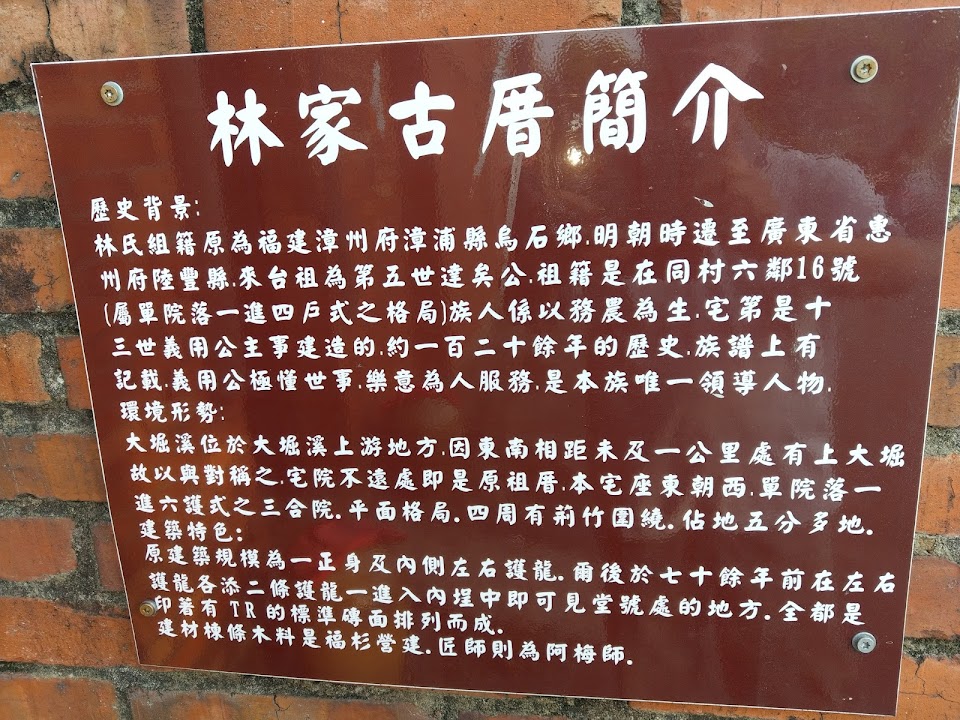 林家古厝簡介
歷史背景:
林氏組籍原為福建漳州府漳浦縣烏石鄉.明朝時遷至廣東省惠
州府陸豐縣.來台祖為第五世達矣公.祖籍是在同村六鄰16號
(屬單院落一進四戶式之格局)族人係以務農為生.宅第是十
三世義用公主事建造的.約一百二十餘年的歷史.族譜上有
記載.義用公極懂世事.樂意為人服務.是本族唯一領導人物.
環境形勢:
大堀溪位於大堀溪上游地方.因東南相距未及一公里處有上大堀
故以與對稱之.宅院不遠處即是原祖厝.本宅座東朝西.單院落一
進六護式之三合院.平面格局.四周有荊竹圍繞.佔地五分多地.
建築特色:
原建築規模為一正身及內側左右護龍.爾後於七十餘年前在左右
護龍各添二條護龍一進入內埕中即可見堂號處的地方.全都是
印著有TR的標準磚面排列而成.
建材棟條木料是福杉營建.匠師則為阿梅師.